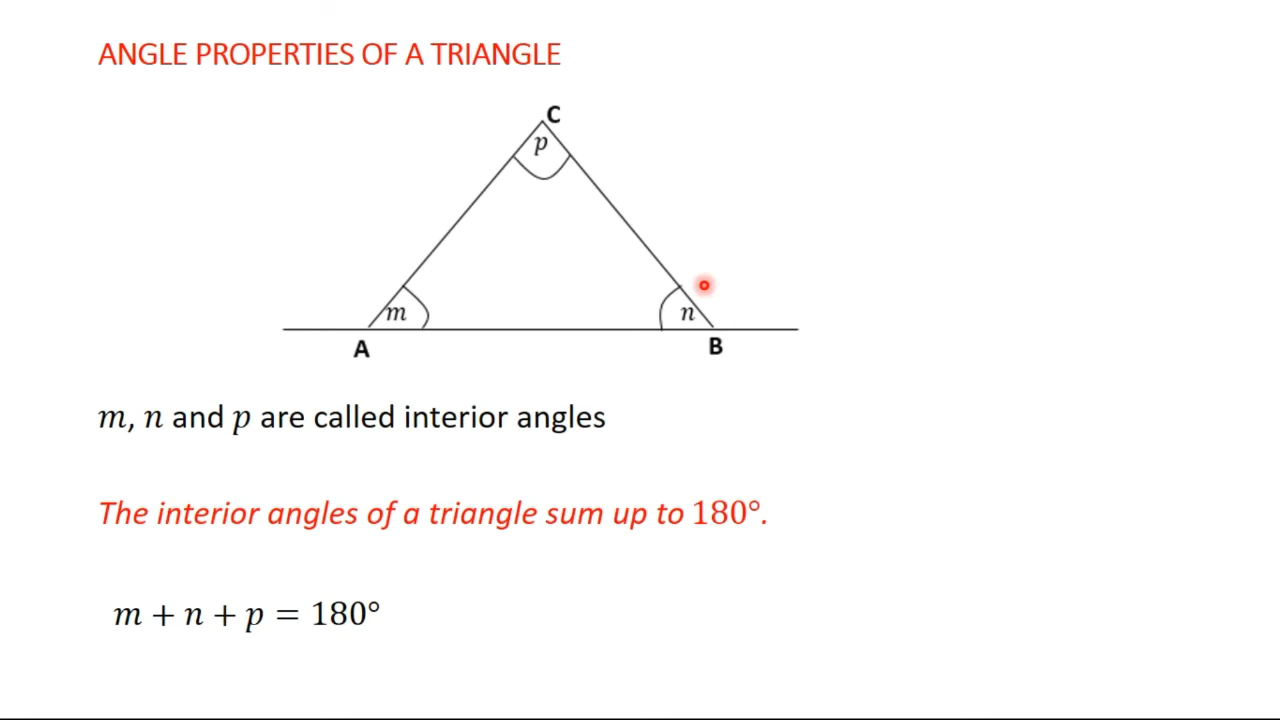 ANGLE PROPERTIES OF A TRIANGLE
C
p
m
n
A
B
m, n and p are called interior angles
The interior angles of a triangle sum up to 180°.
m + n + p = 180°